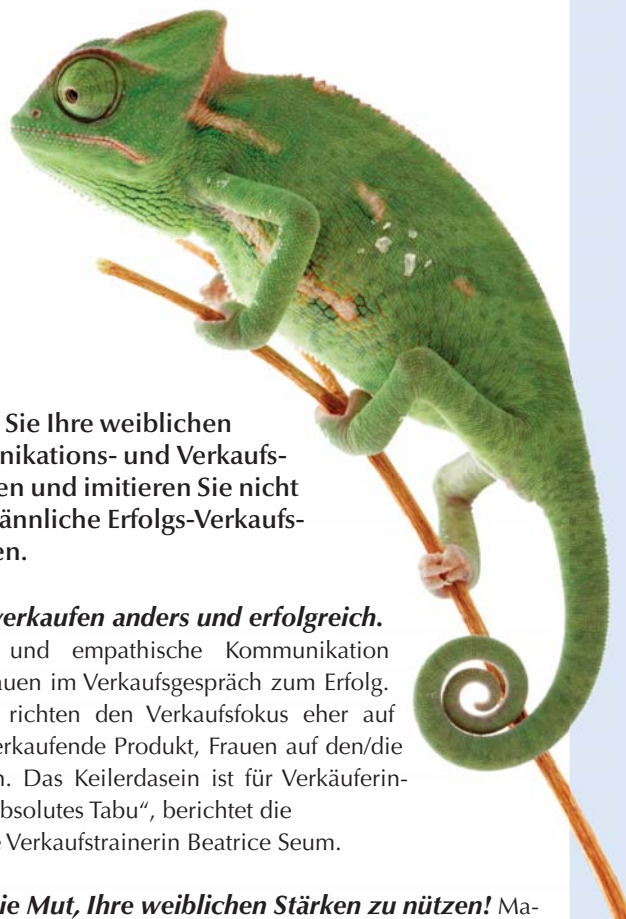 Sie Ihre weiblichen
nikations- und Verkaufs-
en und imitieren Sie nicht
ännliche Erfolgs-Verkaufs-
en.
verkaufen anders und erfolgreich.
und empathische Kommunikation
auen im Verkaufsgespräch zum Erfolg.
richten den Verkaufsfokus eher auf
erkaufende Produkt, Frauen auf den/die
n. Das Keilerdasein ist für Verkäuferin-
bsolutes Tabu“, berichtet die
e Verkaufstrainerin Beatrice Seum.
ie Mut, Ihre weiblichen Stärken zu nützen! Ma-